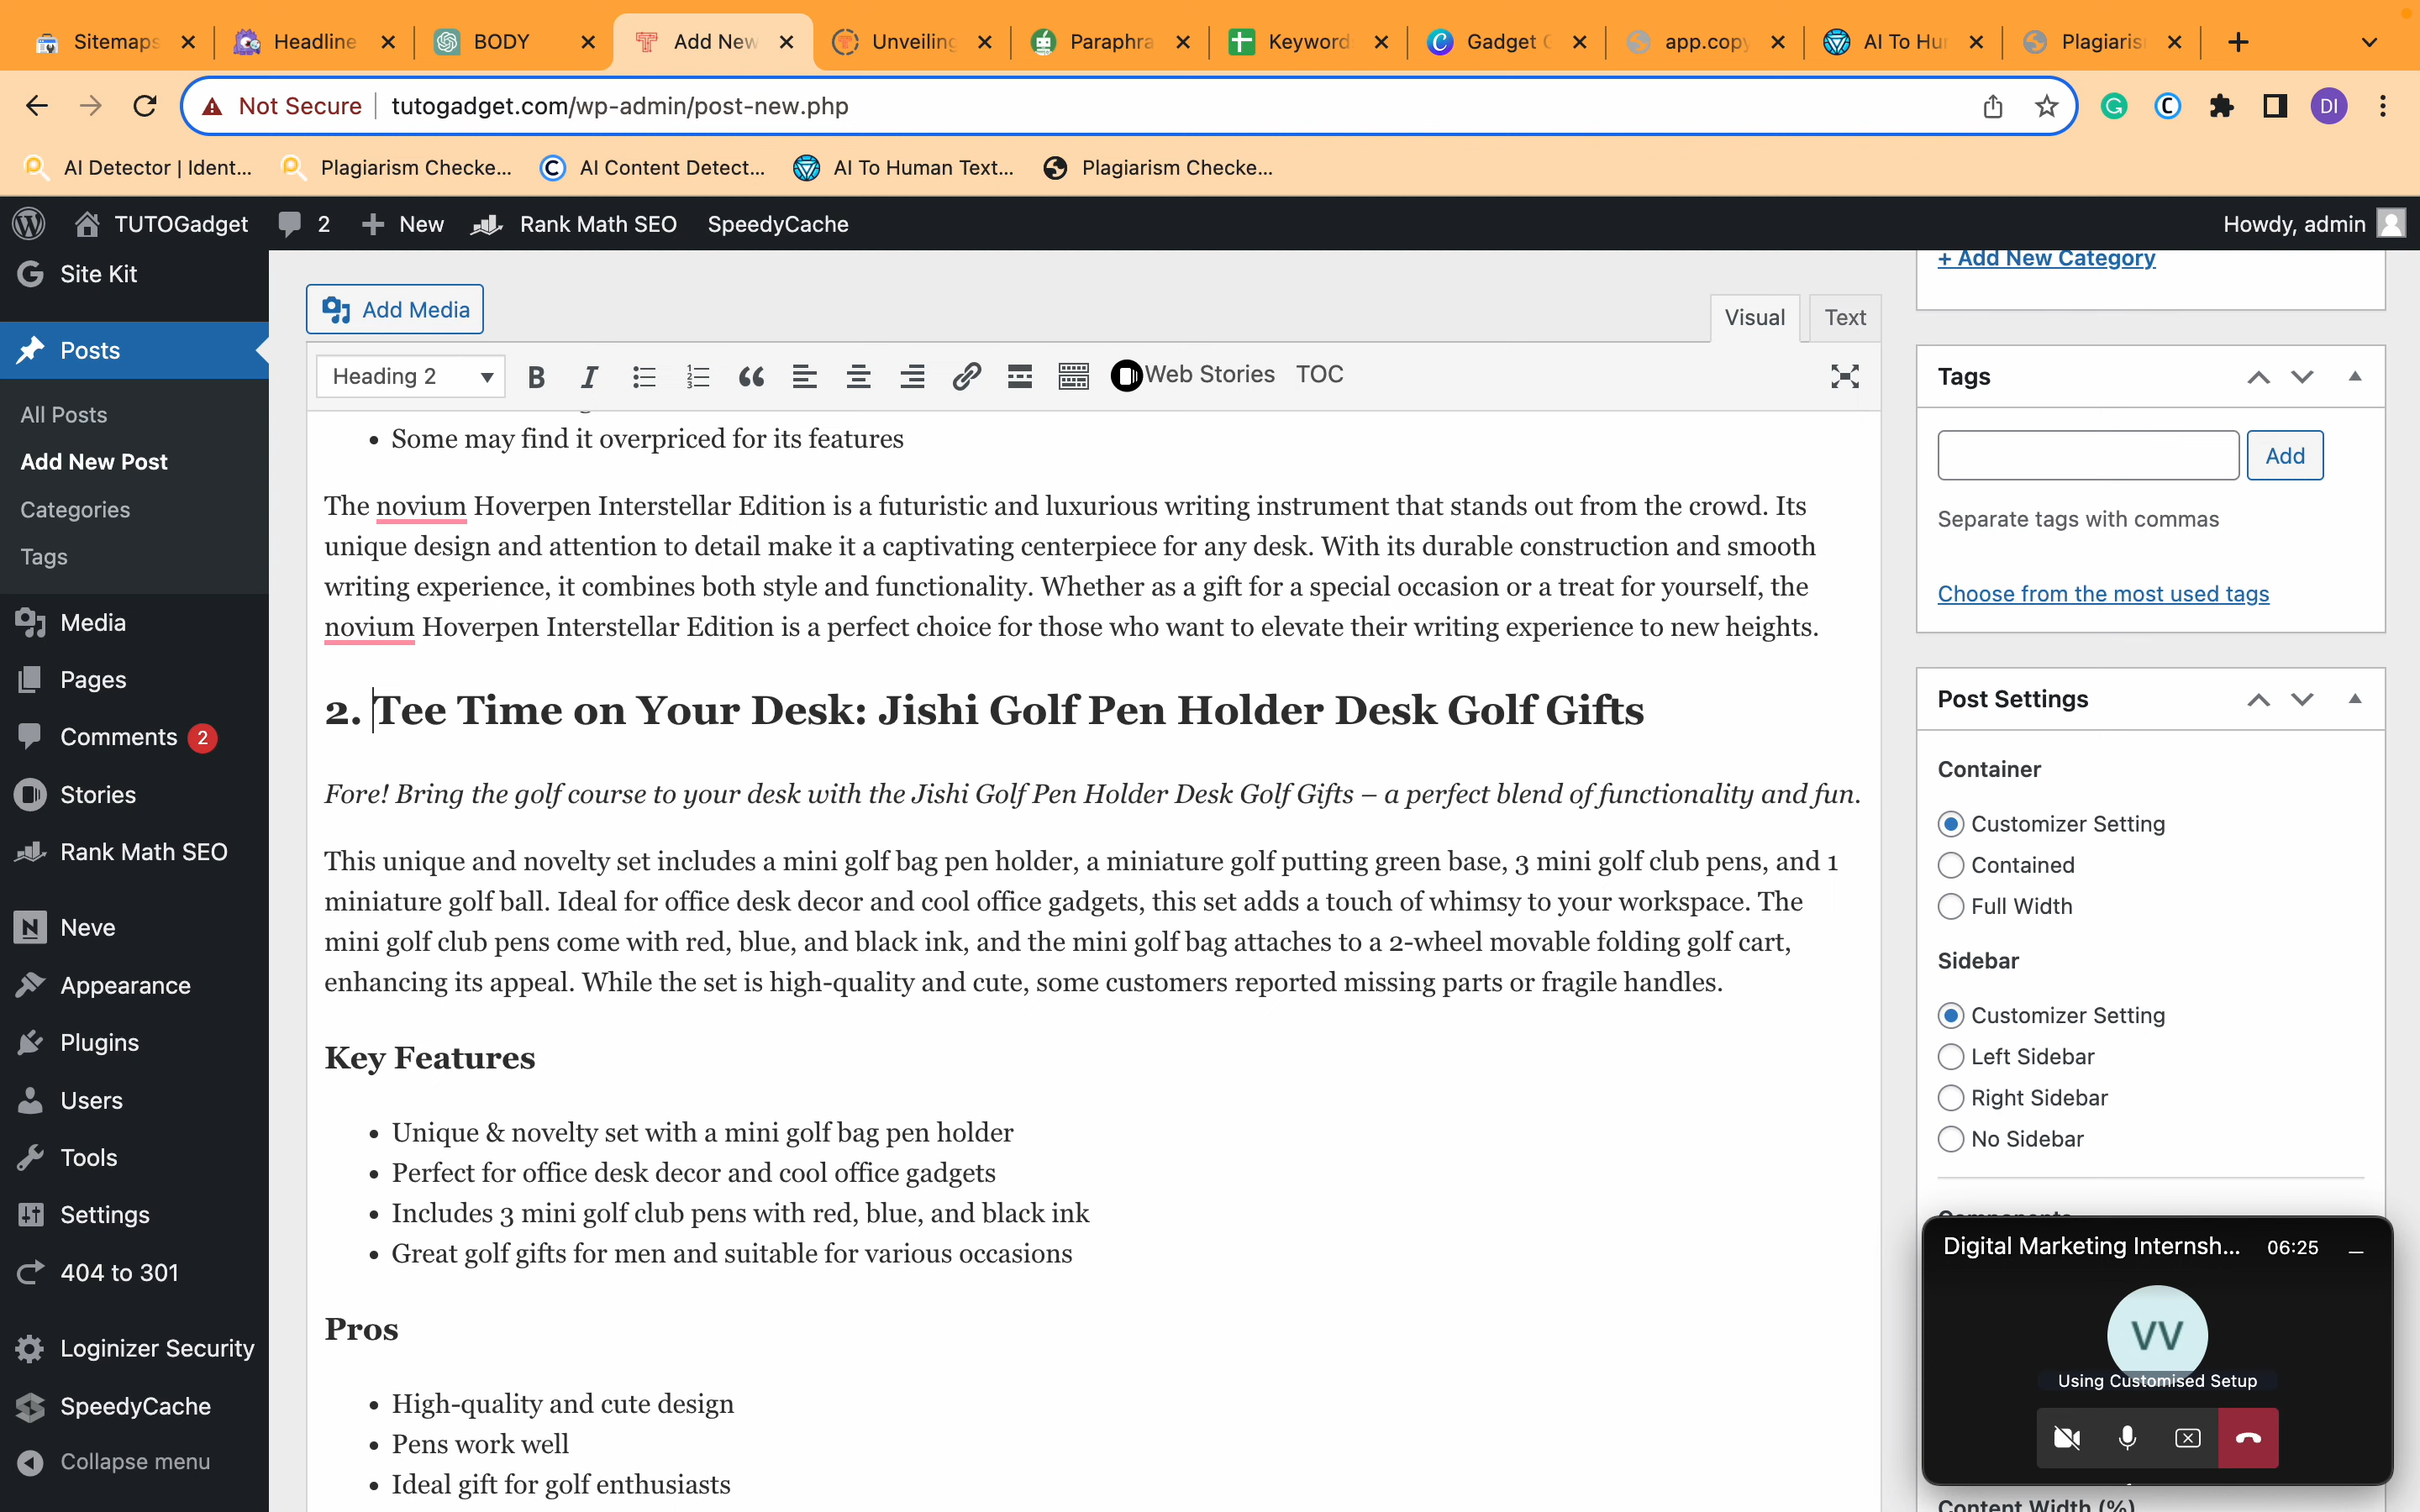 Sitemaps
Headline
BODY
Add New
Unveiling
Paraphra
Keyword
Gadget C
app.copy
AI To Hur
Plagiaris
Not Secure
tutogadget.com/wp-admin/post-new.php
DI
AI Detector | Ident...
Plagiarism Checke...
AI Content Detect...
AI To Human Text...
Plagiarism Checke...
TUTOGadget
2
New
Rank Math SEO
SpeedyCache
Howdy, admin
Site Kit
Posts
All Posts
Add New Post
Categories
Tags
Media
Pages
Comments 2
Stories
Rank Math SEO
Neve
Appearance
Plugins
Users
Tools
Settings
404 to 301
Loginizer Security
SpeedyCache
Collapse menu
Add Media
Visual
Text
Heading 2
Web Stories
TOC
Some may find it overpriced for its features
The novium Hoverpen Interstellar Edition is a futuristic and luxurious writing instrument that stands out from the crowd. Its
unique design and attention to detail make it a captivating centerpiece for any desk. With its durable construction and smooth
writing experience, it combines both style and functionality. Whether as a gift for a special occasion or a treat for yourself, the
novium Hoverpen Interstellar Edition is a perfect choice for those who want to elevate their writing experience to new heights.
2. Tee Time on Your Desk: Jishi Golf Pen Holder Desk Golf Gifts
Fore! Bring the golf course to your desk with the Jishi Golf Pen Holder Desk Golf Gifts – a perfect blend of functionality and fun.
This unique and novelty set includes a mini golf bag pen holder, a miniature golf putting green base, 3 mini golf club pens, and 1
miniature golf ball. Ideal for office desk decor and cool office gadgets, this set adds a touch of whimsy to your workspace. The
mini golf club pens come with red, blue, and black ink, and the mini golf bag attaches to a 2-wheel movable folding golf cart,
enhancing its appeal. While the set is high-quality and cute, some customers reported missing parts or fragile handles.
Key Features
Unique & novelty set with a mini golf bag pen holder
Perfect for office desk decor and cool office gadgets
Includes 3 mini golf club pens with red, blue, and black ink
Great golf gifts for men and suitable for various occasions
Pros
High-quality and cute design
Pens work well
Ideal gift for golf enthusiasts
+ Add New Category
Tags
Add
Separate tags with commas
Choose from the most used tags
Post Settings
Container
Customizer Setting
Contained
Full Width
Sidebar
Customizer Setting
Left Sidebar
Right Sidebar
No Sidebar
Components
Digital Marketing Internsh... 06:25
VV
Using Customised Setup
Content Width (%)